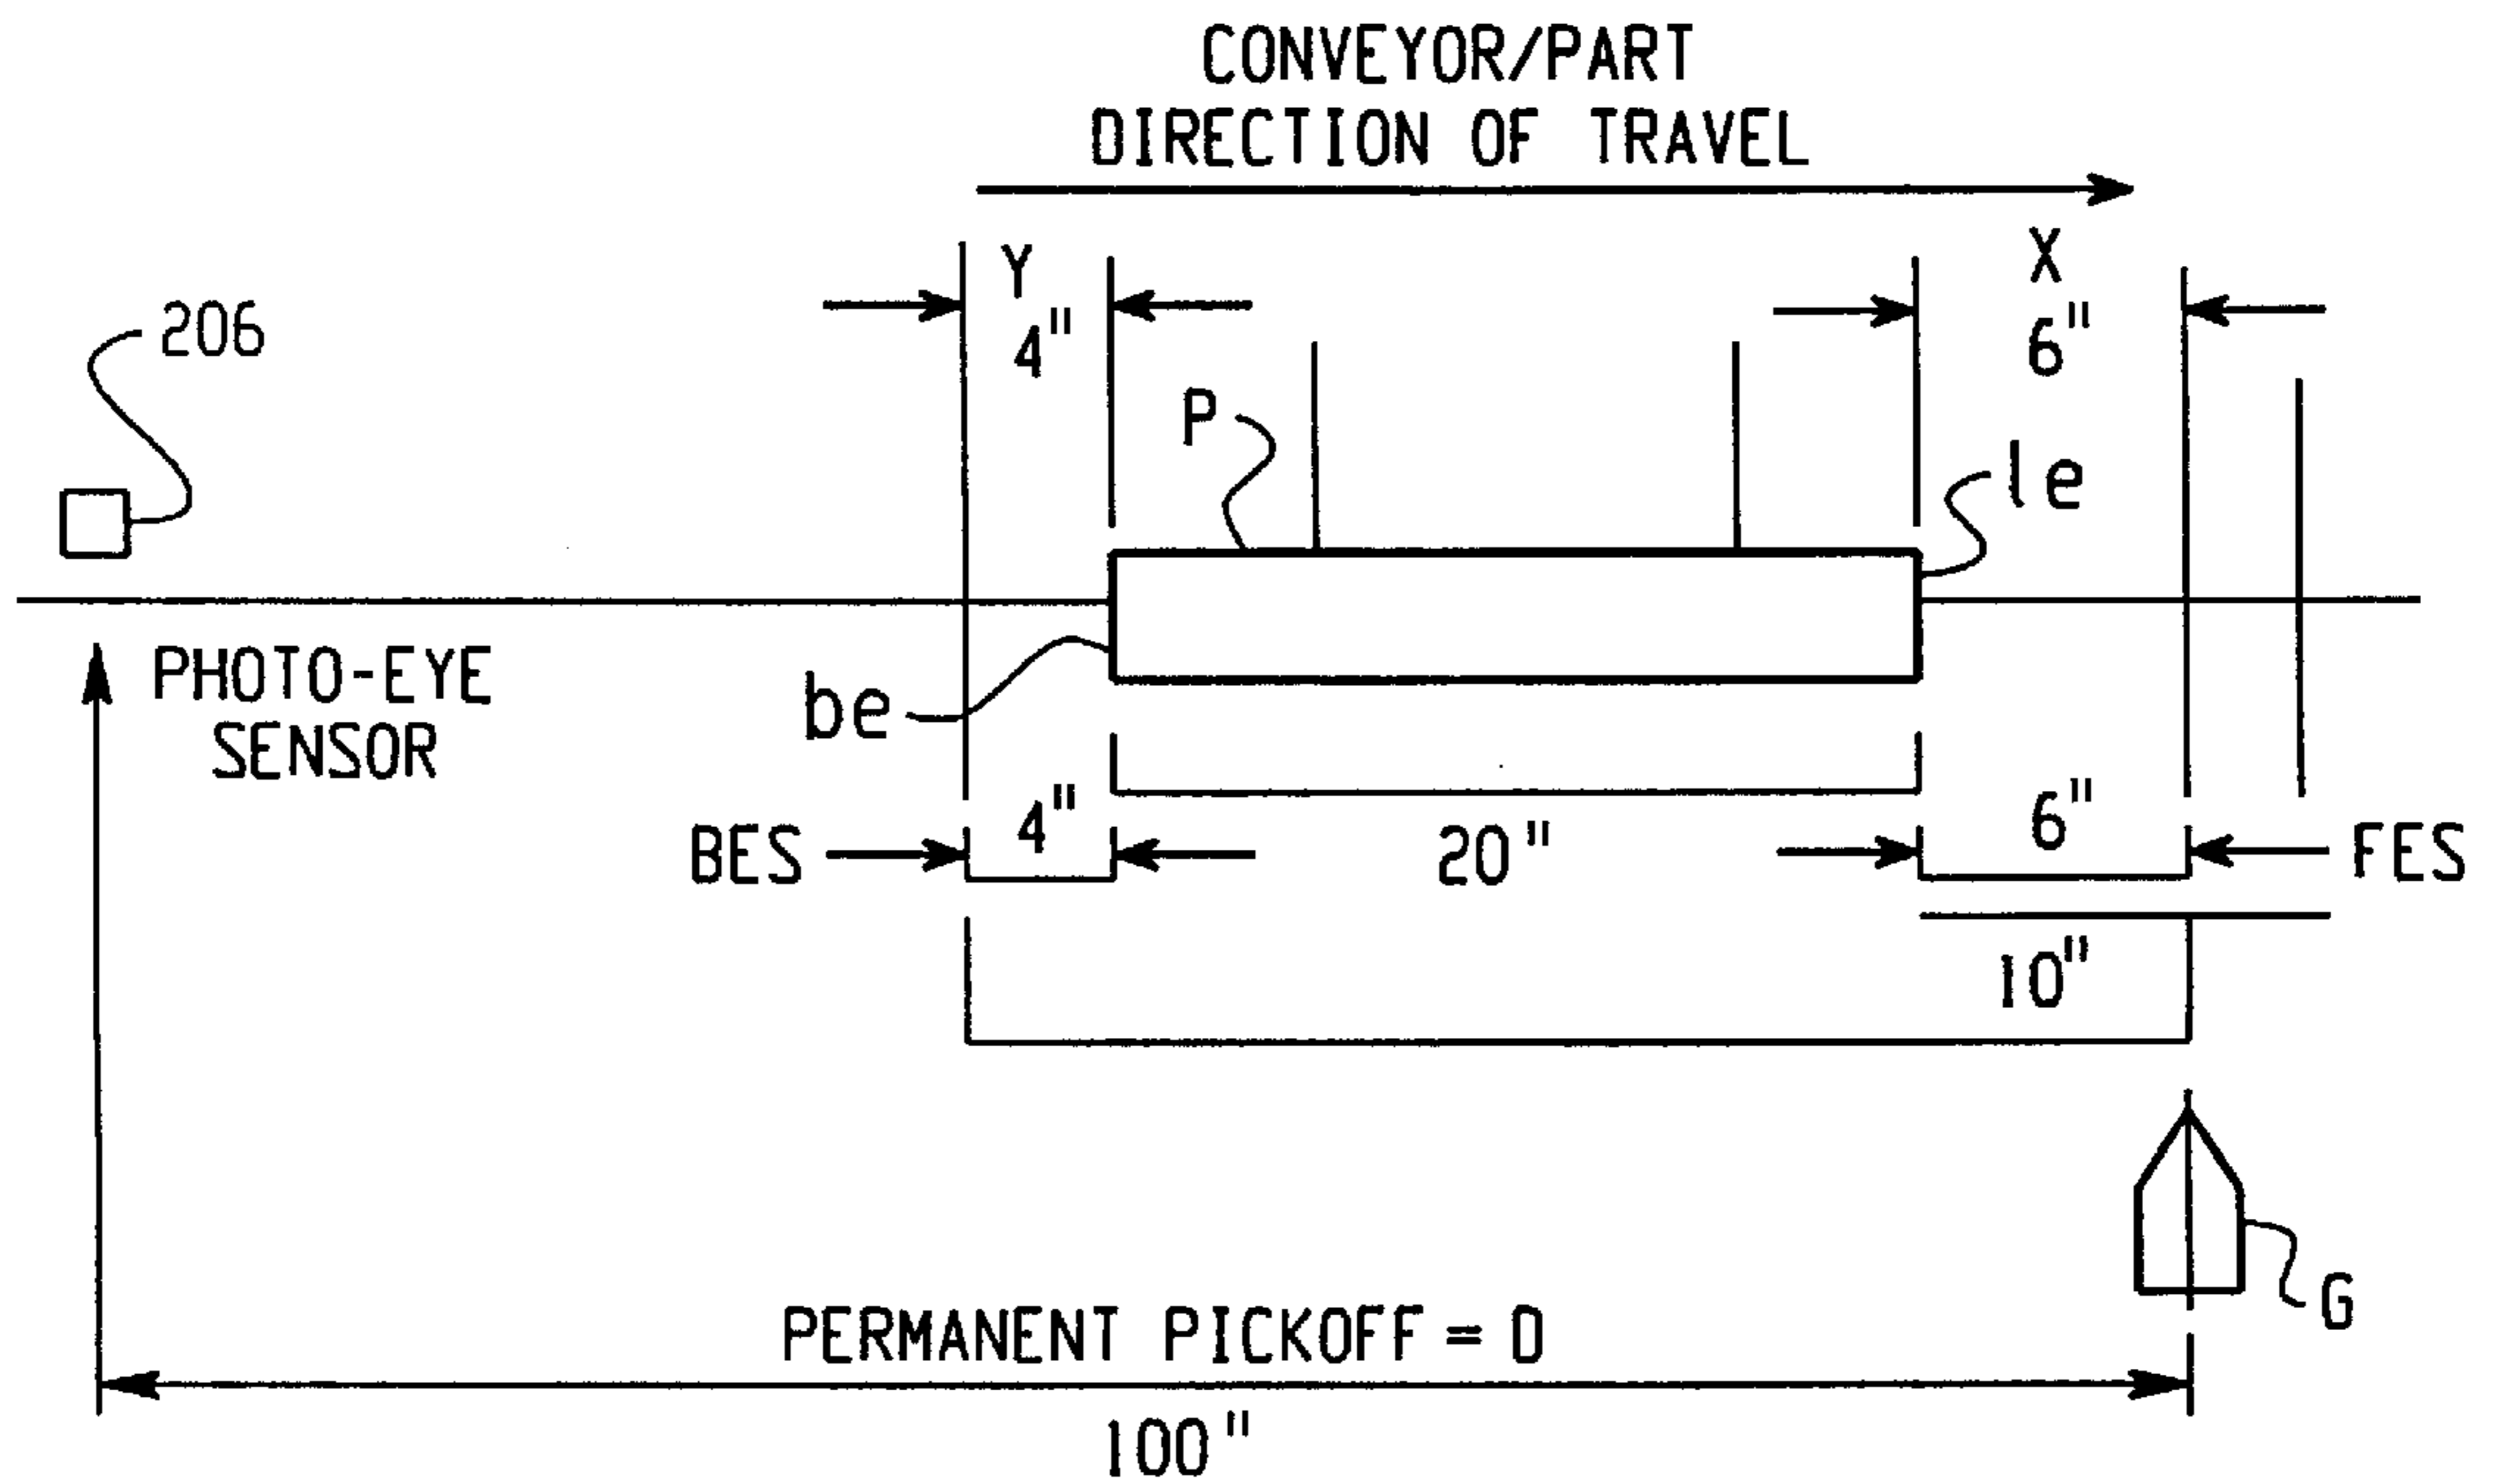 CONVEYOR/PART
DIRECTION OF TRAVEL
Y
4"
X
6"
206
P
le
PHOTO-EYE
SENSOR
be
BES
4"
20"
6"
FES
10"
G
PERMANENT PICKOFF = D
100"